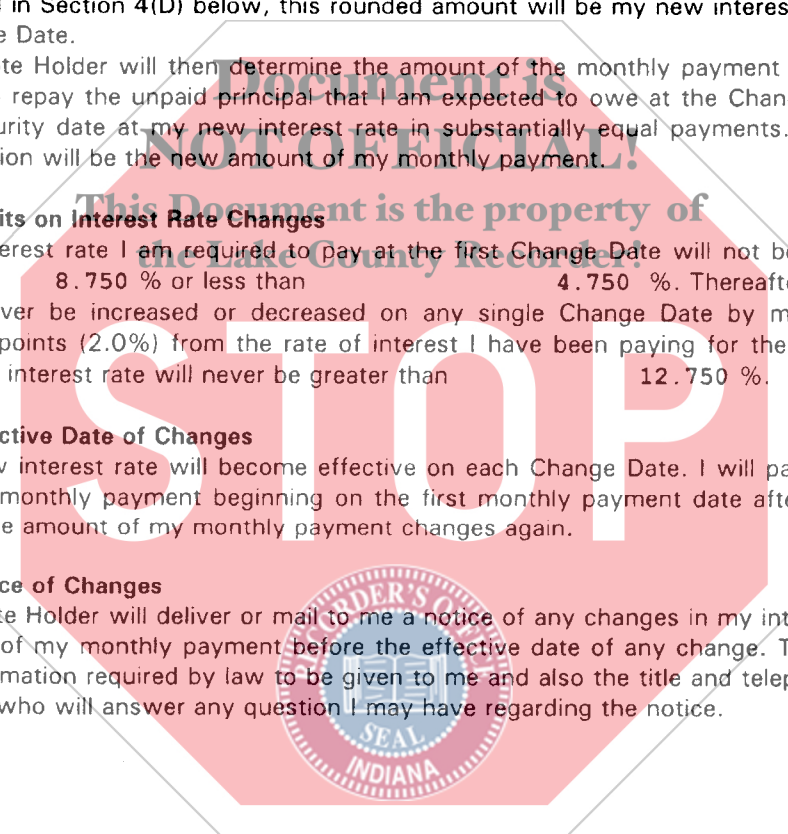 in Section 4(D) below, this rounded amount will be my new interes
e Date.
te Holder will then determine the amount of the monthly payment
repay the unpaid principal that I am expected to owe at the Chan
urity date at my new interest rate in substantially equal payments.
ion will be the new amount of my monthly payment.
Document is
NOT OFFICIAL!
This Document is the property of
the Lake County Recorder!
its on Interest Rate Changes
erest rate I am required to pay at the first Change Date will not be
8.750 % or less than 4.750 %. Thereafte
ver be increased or decreased on any single Change Date by m
points (2.0%) from the rate of interest I have been paying for the
interest rate will never be greater than 12.750 %.
STOP
ctive Date of Changes
v interest rate will become effective on each Change Date. I will pa
monthly payment beginning on the first monthly payment date afte
e amount of my monthly payment changes again.
ce of Changes
te Holder will deliver or mail to me a notice of any changes in my int
of my monthly payment before the effective date of any change. T
mation required by law to be given to me and also the title and telep
who will answer any question I may have regarding the notice.
RECORDER'S OFFICE
SEAL
INDIANA